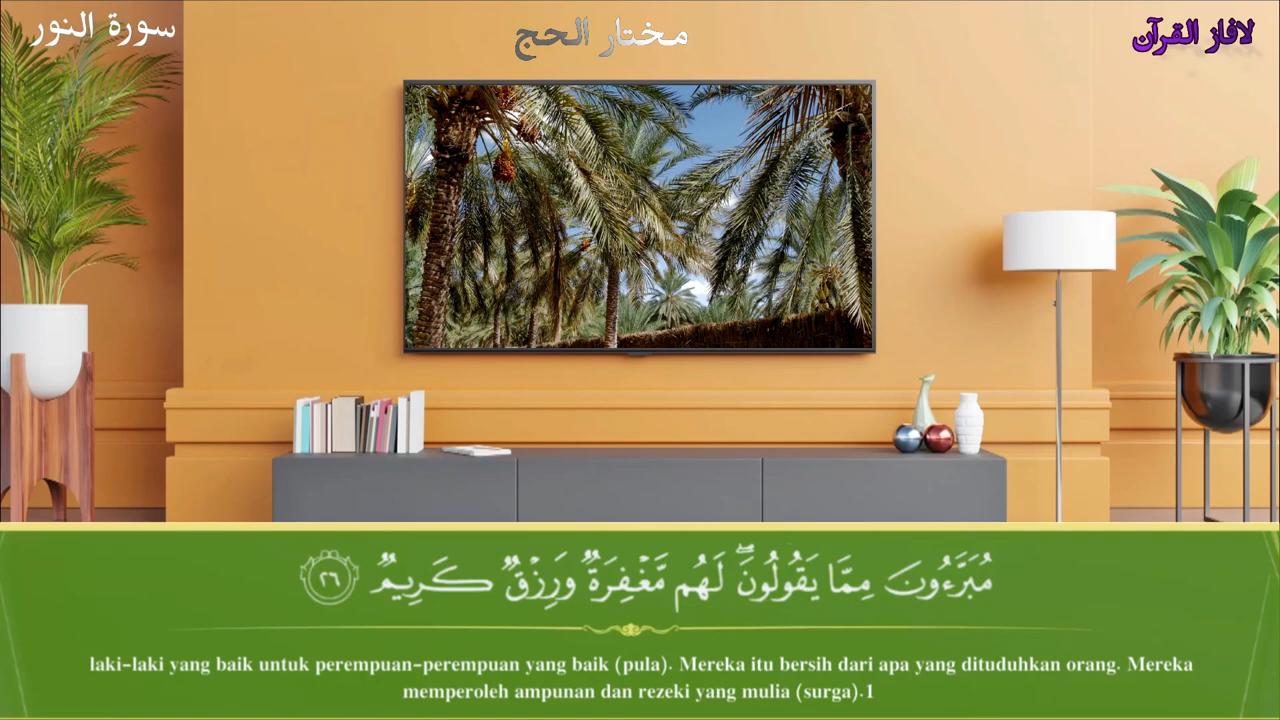 سورة النور
مختار الحج
لافاز القرآن
مُبَرَّءُونَ مِمَّا يَقُولُونَۖ لَهُم مَّغْفِرَةٌ وَرِزْقٌ كَرِيمٌ ٢٦
laki-laki yang baik untuk perempuan-perempuan yang baik (pula). Mereka itu bersih dari apa yang dituduhkan orang. Mereka
memperoleh ampunan dan rezeki yang mulia (surga).1